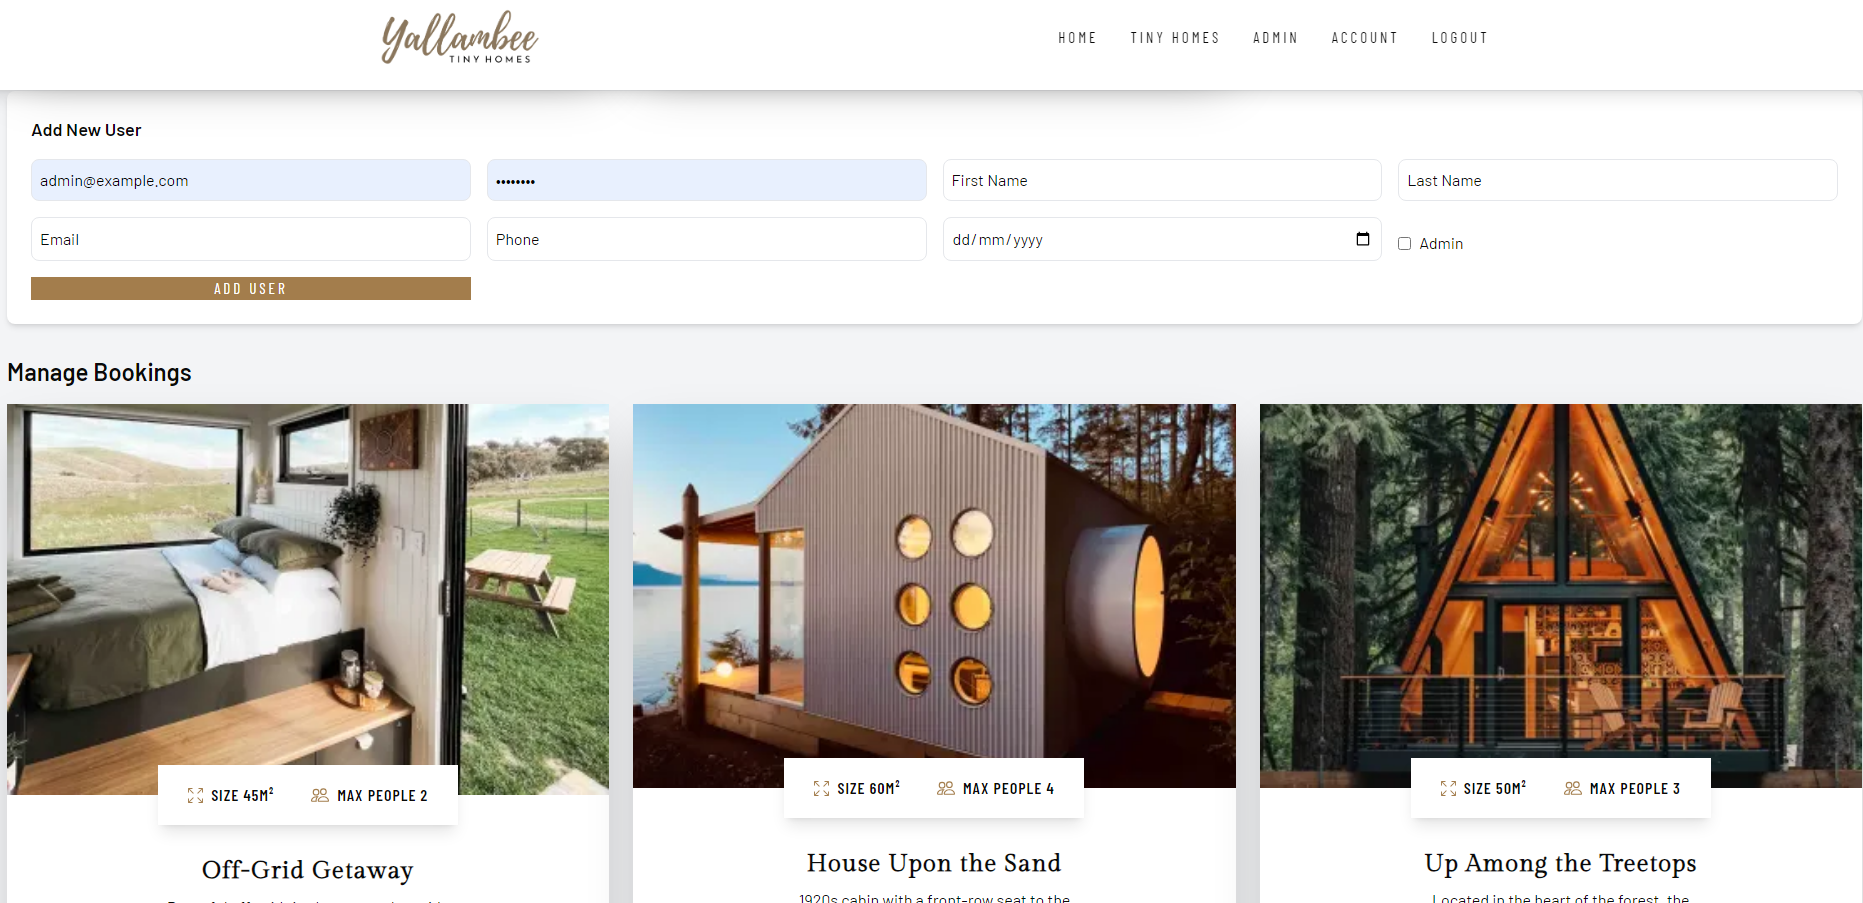 Yallambee
TINY HOMES
HOME TINY HOMES ADMIN ACCOUNT LOGOUT
Add New User
admin@example.com •••••••• First Name Last Name
Email Phone dd/mm/yyyy Admin
ADD USER
Manage Bookings
SIZE 45M² MAX PEOPLE 2
SIZE 60M² MAX PEOPLE 4
SIZE 50M² MAX PEOPLE 3
Off-Grid Getaway
House Upon the Sand
Up Among the Treetops
1920s cabin with a front-row seat to the
Located in the heart of the forest, the